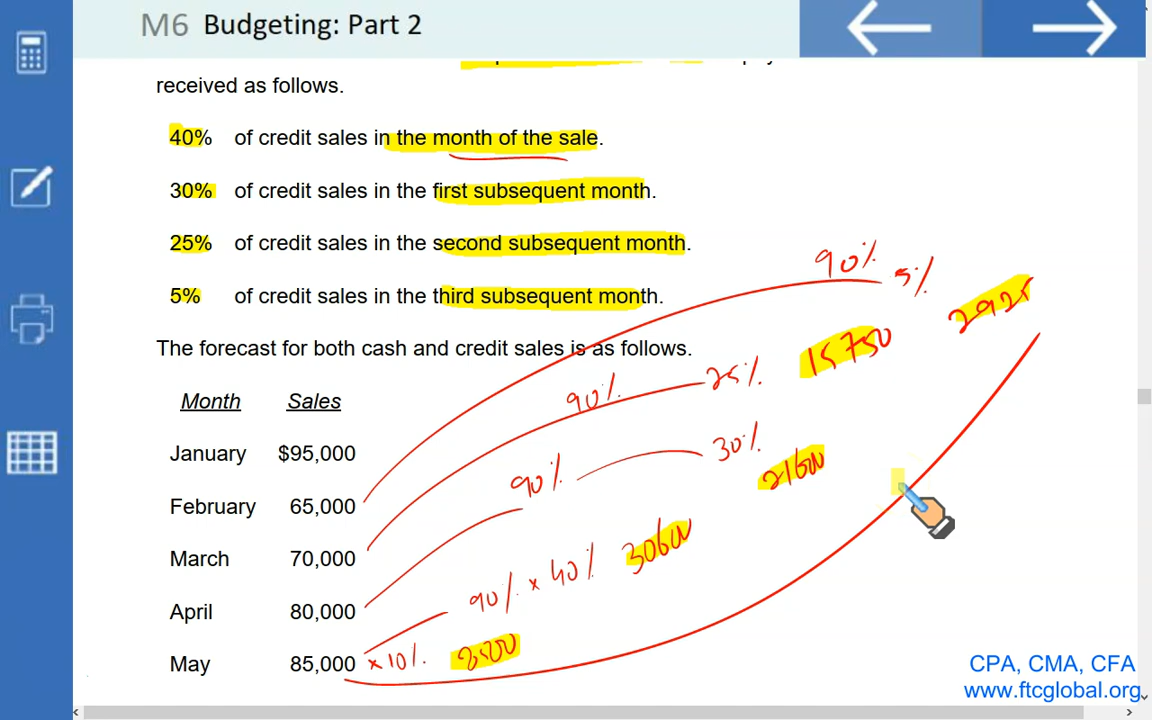 M6 Budgeting: Part 2
received as follows.
40% of credit sales in the month of the sale.
30% of credit sales in the first subsequent month.
25% of credit sales in the second subsequent month.
5% of credit sales in the third subsequent month.
90% 5% 2925
The forecast for both cash and credit sales is as follows.
15750
Month Sales
90% 25%
January $95,000
90% 30%
21600
February 65,000
March 70,000
90% × 40% 30600
April 80,000
May 85,000 × 10% 8500
CPA, CMA, CFA
www.ftcglobal.org